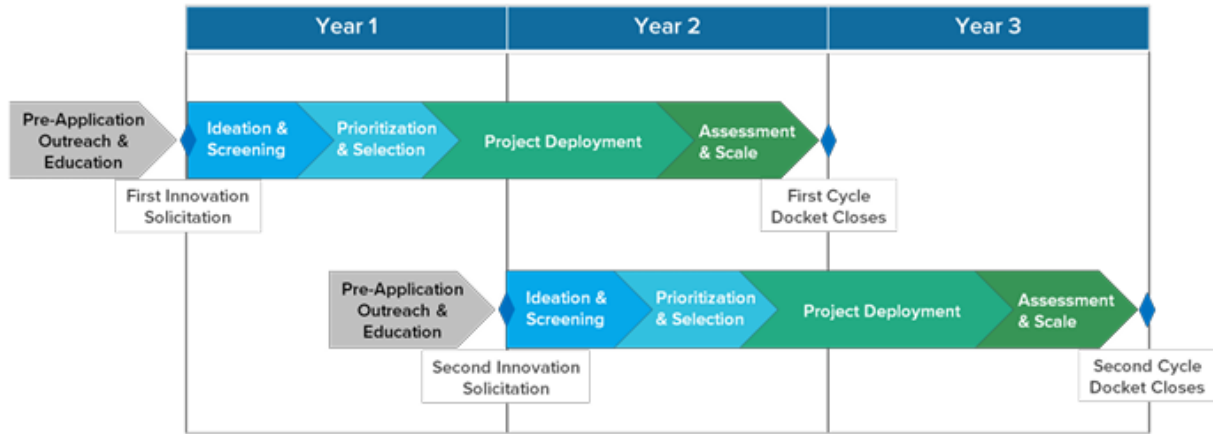 Year 1
Year 2
Year 3
Pre-Application
Outreach &
Education
Ideation &
Screening
Prioritization
& Selection
Project Deployment
Assessment
& Scale
First Innovation
Solicitation
First Cycle
Docket Closes
Pre-Application
Outreach &
Education
Ideation &
Screening
Prioritization
& Selection
Project Deployment
Assessment
& Scale
Second Innovation
Solicitation
Second Cycle
Docket Closes